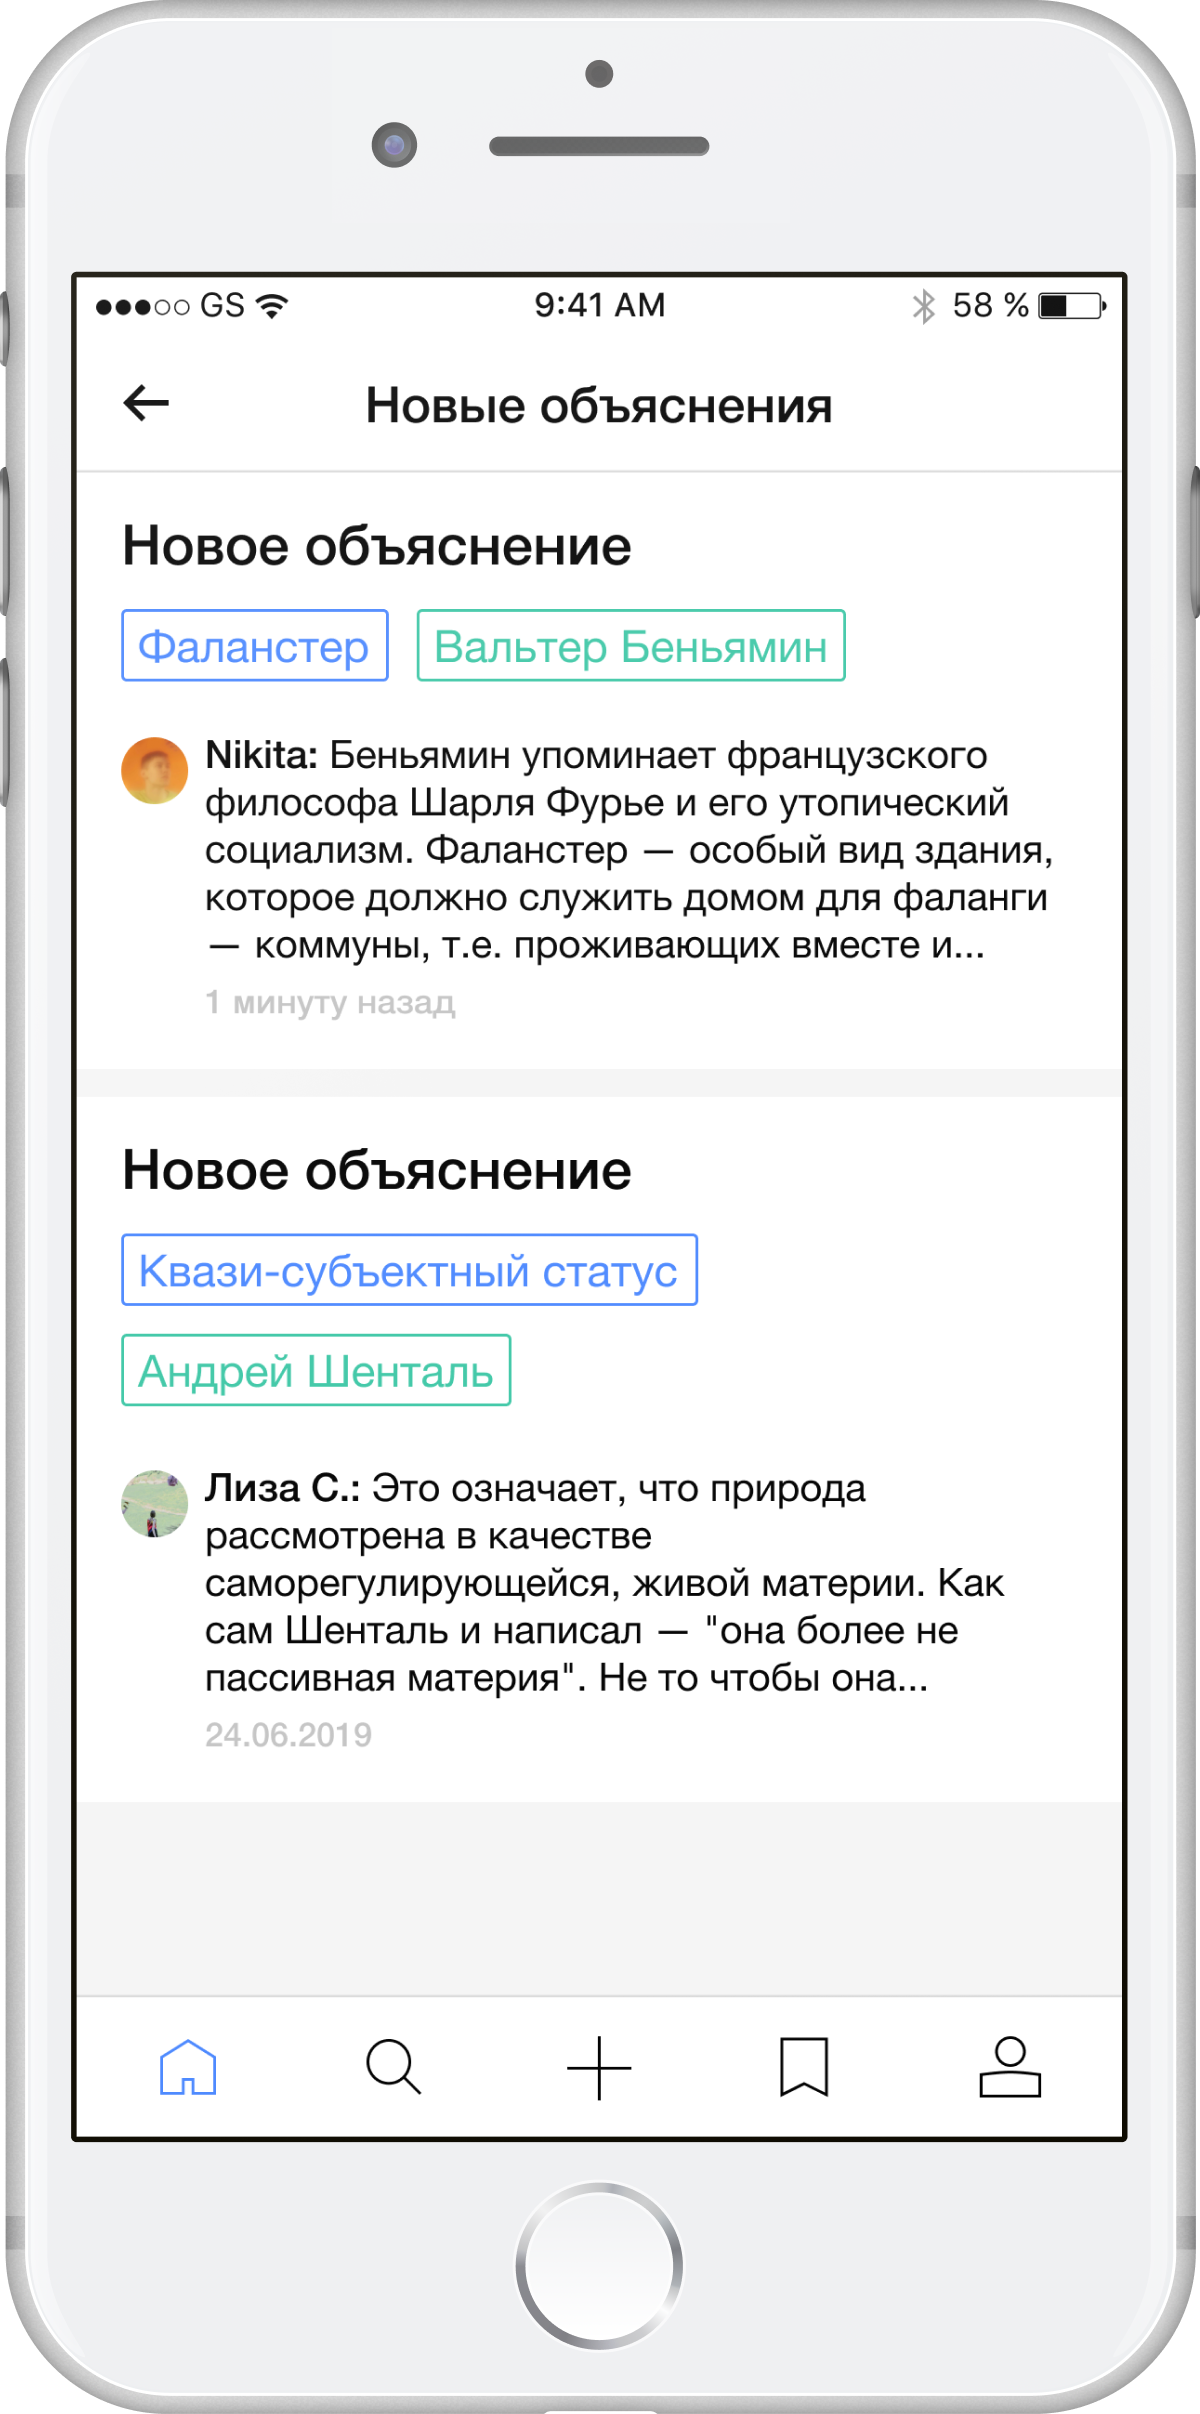 GS 9:41 AM 58 %
Новые объяснения
Новое объяснение
Фаланстер Вальтер Беньямин
Nikita: Беньямин упоминает французского
философа Шарля Фурье и его утопический
социализм. Фаланстер — особый вид здания,
которое должно служить домом для фаланги
— коммуны, т.е. проживающих вместе и...
1 минуту назад
Новое объяснение
Квази-субъектный статус
Андрей Шенталь
Лиза С.: Это означает, что природа
рассмотрена в качестве
саморегулирующейся, живой материи. Как
сам Шенталь и написал — "она более не
пассивная материя". Не то чтобы она...
24.06.2019